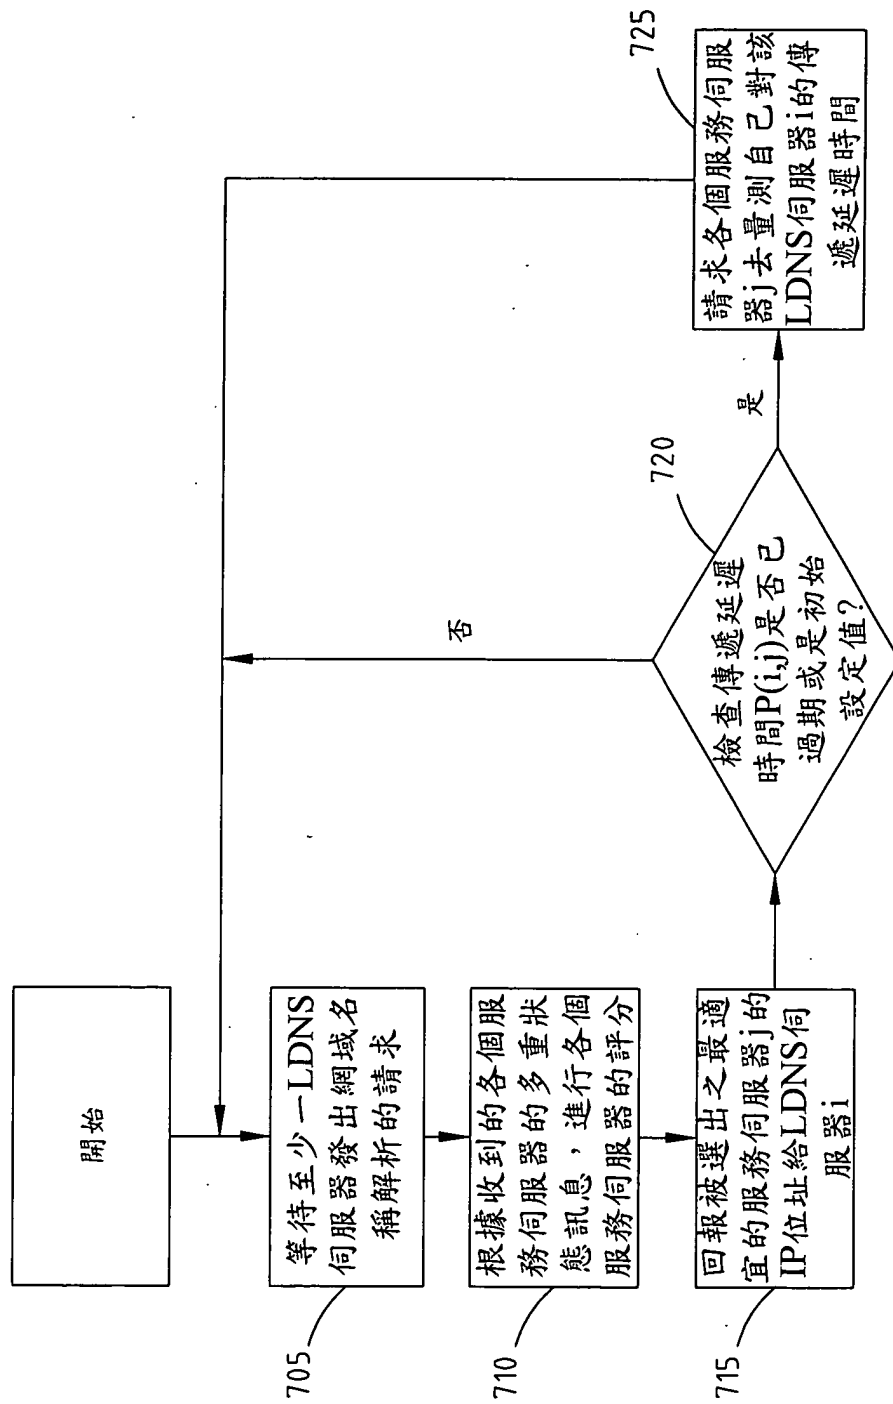 開始
等待至少一LDNS
伺服器發出網域名
稱解析的請求
705
根據收到的各個服
務伺服器的多重狀
態訊息，進行各個
服務伺服器的評分
710
回報被選出之最適
宜的服務伺服器j的
IP位址給LDNS伺
服器i
715
檢查傳遞延遲
時間P(i,j)是否已
過期或是初始
設定值?
720
否
是
請求各個服務伺服
器j去量測自己對該
LDNS伺服器i的傳
遞延遲時間
725